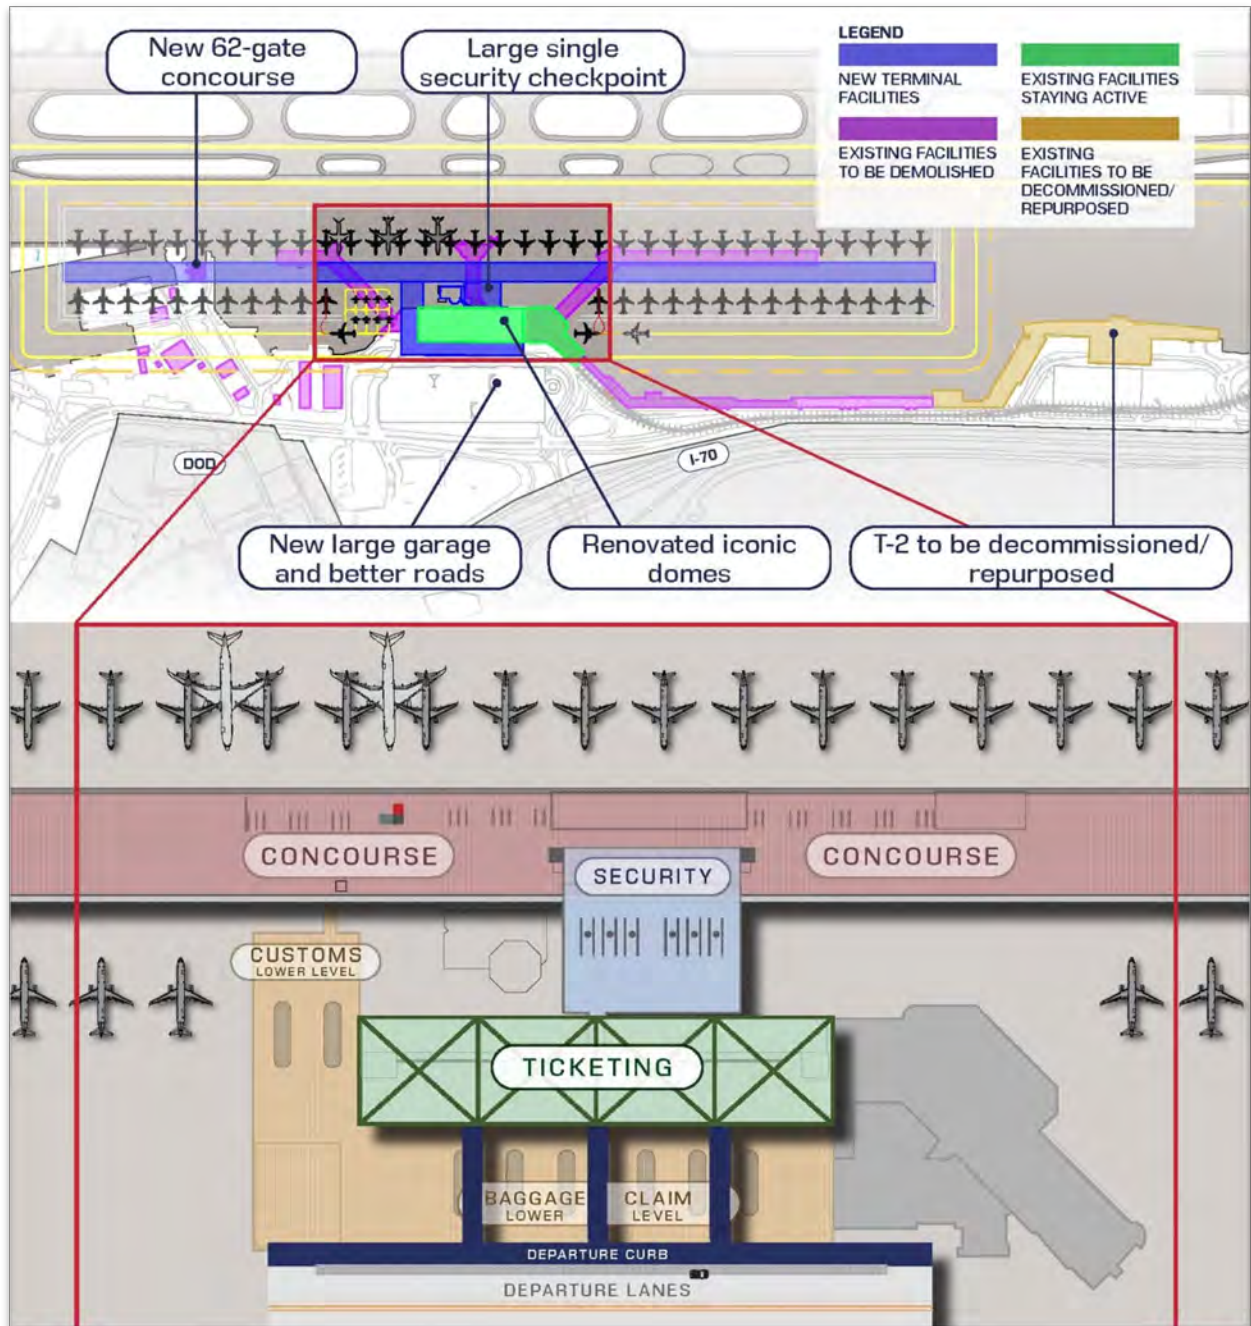 New 62-gate
concourse
Large single
security checkpoint
LEGEND
NEW TERMINAL
FACILITIES
EXISTING FACILITIES
STAYING ACTIVE
EXISTING FACILITIES
TO BE DEMOLISHED
EXISTING
FACILITIES TO BE
DECOMMISSIONED/
REPURPOSED
DOD
I-70
New large garage
and better roads
Renovated iconic
domes
T-2 to be decommissioned/
repurposed
CONCOURSE
CONCOURSE
SECURITY
CUSTOMS
LOWER LEVEL
TICKETING
BAGGAGE CLAIM
LOWER LEVEL
DEPARTURE CURB
DEPARTURE LANES